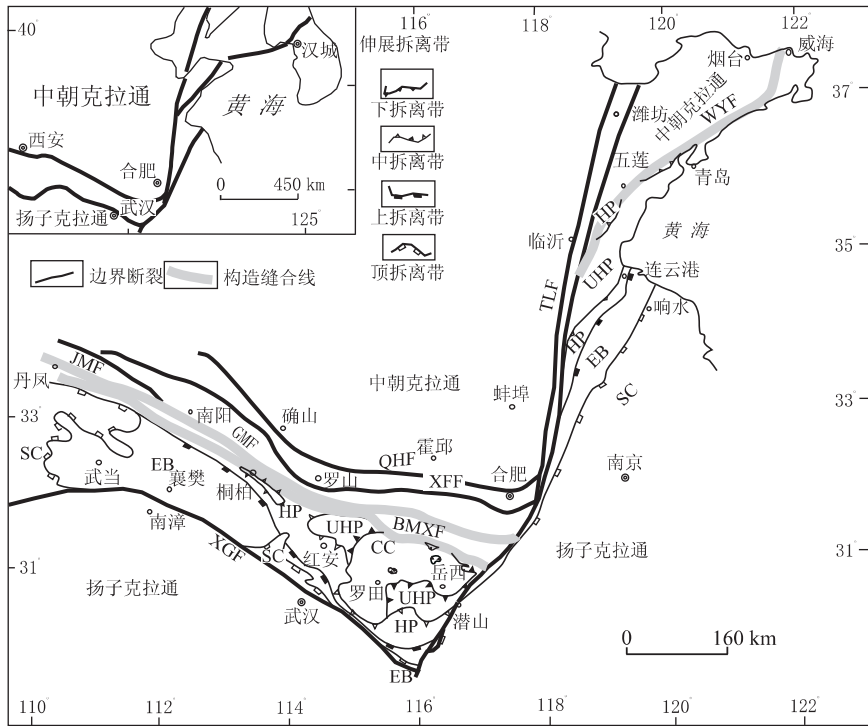 116°
118°
120°
122°
40°
汉城
中朝克拉通
黄海
西安
合肥
0 450 km
扬子克拉通
武汉
125°
伸展拆离带
下拆离带
中拆离带
上拆离带
顶拆离带
边界断裂
构造缝合线
烟台
威海
37°
潍坊
中朝克拉通
WYF
五莲
青岛
HP
黄海
临沂
35°
UHP
连云港
TLF
响水
HP
EB
JMF
丹凤
中朝克拉通
蚌埠
SC
33°
33°
南阳
确山
GMF
霍邱
QHF
SC
EB
罗山
XFF
合肥
南京
武当
襄樊
桐柏
HP
南漳
UHP
BMXF
XGF
CC
31°
SC
红安
岳西
扬子克拉通
31°
扬子克拉通
罗田
UHP
武汉
HP
潜山
0 160 km
EB
110°
112°
114°
116°
118°
120°
122°